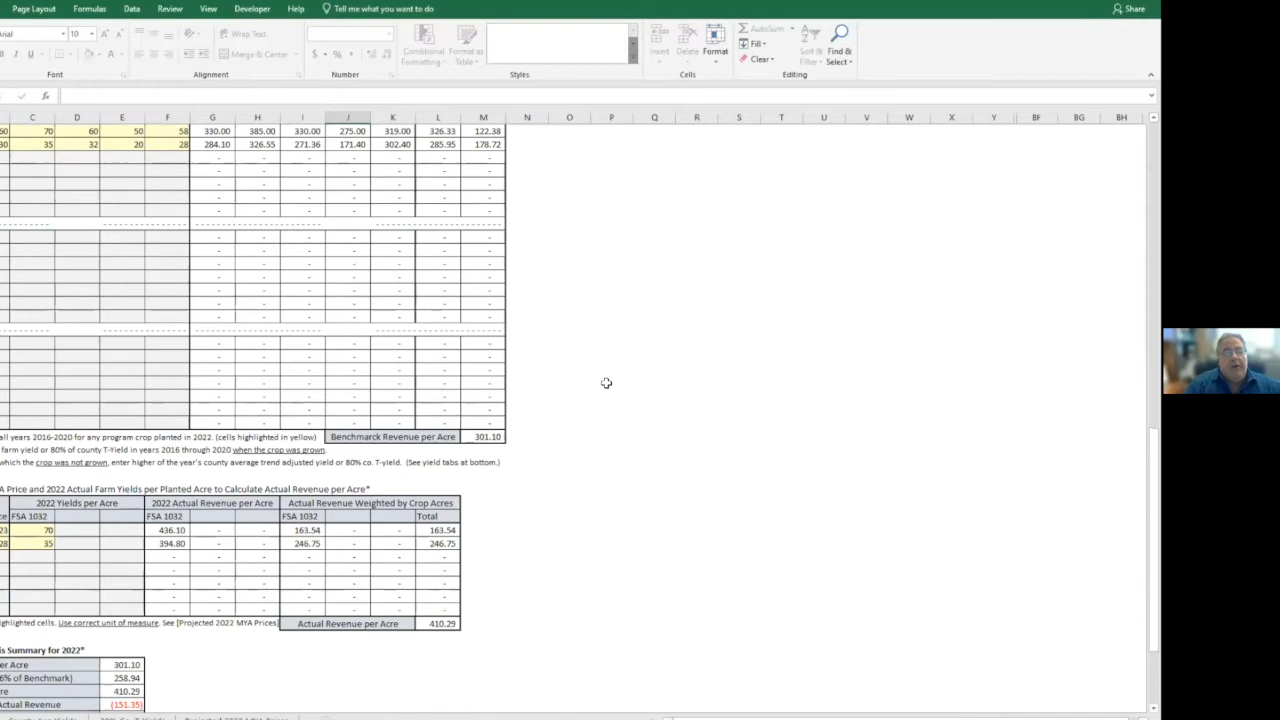 Page Layout Formulas Data Review View Developer Help Tell me what you want to do Share
Arial 10 A A Wrap Text AutoSum
B I U A Merge & Center $ % Conditional Formatting Format as Table Insert Delete Format Fill Clear Sort & Filter Find & Select
Font Alignment Number Styles Cells Editing
fx
C D E F G H I J K L M N O P Q R S T U V W X Y BF BG BH
60 70 60 50 58 330.00 385.00 330.00 275.00 319.00 326.33 122.38
30 35 32 20 28 284.10 326.55 271.36 171.40 302.40 285.95 178.72
all years 2016-2020 for any program crop planted in 2022. (cells highlighted in yellow) Benchmarck Revenue per Acre 301.10
farm yield or 80% of county T-Yield in years 2016 through 2020 when the crop was grown.
which the crop was not grown, enter higher of the year's county average trend adjusted yield or 80% co. T-yield. (See yield tabs at bottom.)
A Price and 2022 Actual Farm Yields per Planted Acre to Calculate Actual Revenue per Acre*
2022 Yields per Acre 2022 Actual Revenue per Acre Actual Revenue Weighted by Crop Acres
ce FSA 1032 FSA 1032 FSA 1032 Total
23 70 436.10 - - 163.54 - - 163.54
28 35 394.80 - - 246.75 - - 246.75
highlighted cells. Use correct unit of measure. See [Projected 2022 MYA Prices] Actual Revenue per Acre 410.29
is Summary for 2022*
per Acre 301.10
6% of Benchmark) 258.94
re 410.29
Actual Revenue (151.35)